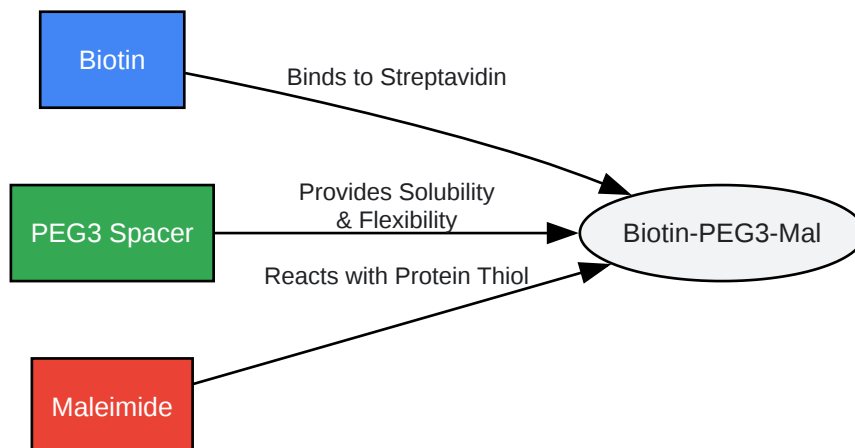 Biotin
Binds to Streptavidin
Provides Solubility
& Flexibility
PEG3 Spacer
Biotin-PEG3-Mal
Reacts with Protein Thiol
Maleimide